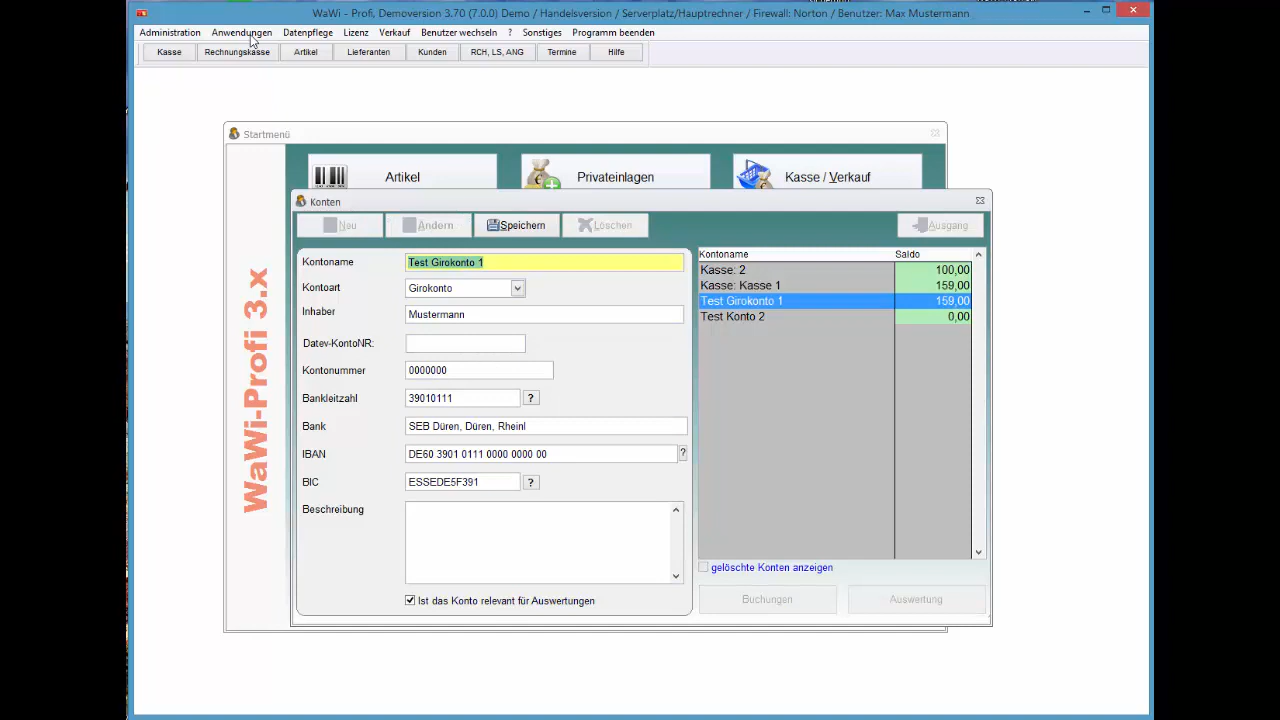 WaWi - Profi, Demoversion 3.70 (7.0.0) Demo / Handelsversion / Serverplatz/Hauptrechner / Firewall: Norton / Benutzer: Max Mustermann
Administration Anwendungen Datenpflege Lizenz Verkauf Benutzer wechseln ? Sonstiges Programm beenden
Kasse Rechnungskasse Artikel Lieferanten Kunden RCH, LS, ANG Termine Hilfe
Startmenü
Artikel Privateinlagen Kasse / Verkauf
WaWi-Profi 3.x
Konten
Neu Ändern Speichern Löschen Ausgang
Kontoname Test Girokonto 1
Kontoart Girokonto
Inhaber Mustermann
Datev-KontoNR:
Kontonummer 0000000
Bankleitzahl 39010111 ?
Bank SEB Düren, Düren, Rheinl
IBAN DE60 3901 0111 0000 0000 00 ?
BIC ESSEDE5F391 ?
Beschreibung
Ist das Konto relevant für Auswertungen
Kontoname Saldo
Kasse: 2 100,00
Kasse: Kasse 1 159,00
Test Girokonto 1 159,00
Test Konto 2 0,00
gelöschte Konten anzeigen
Buchungen Auswertung